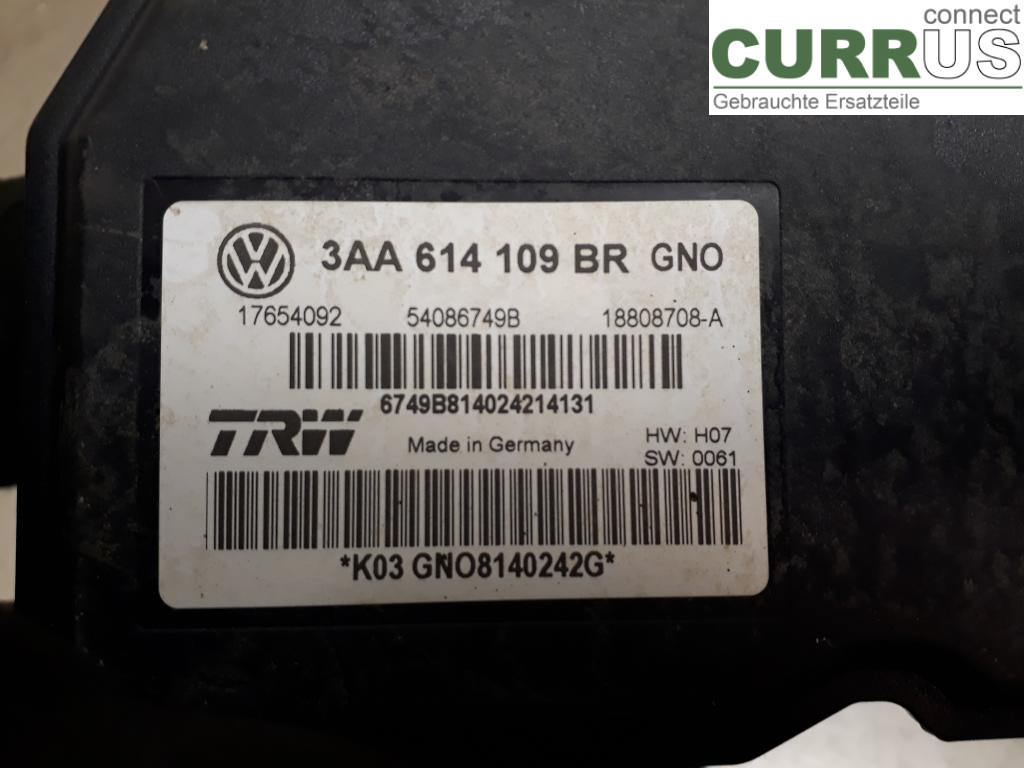 connect
CURRUS
Gebrauchte Ersatzteile
3AA 614 109 BR GNO
17654092 54086749B 18808708-A
6749B814024214131
TRW Made in Germany HW: H07
SW: 0061
*K03 GNO8140242G*